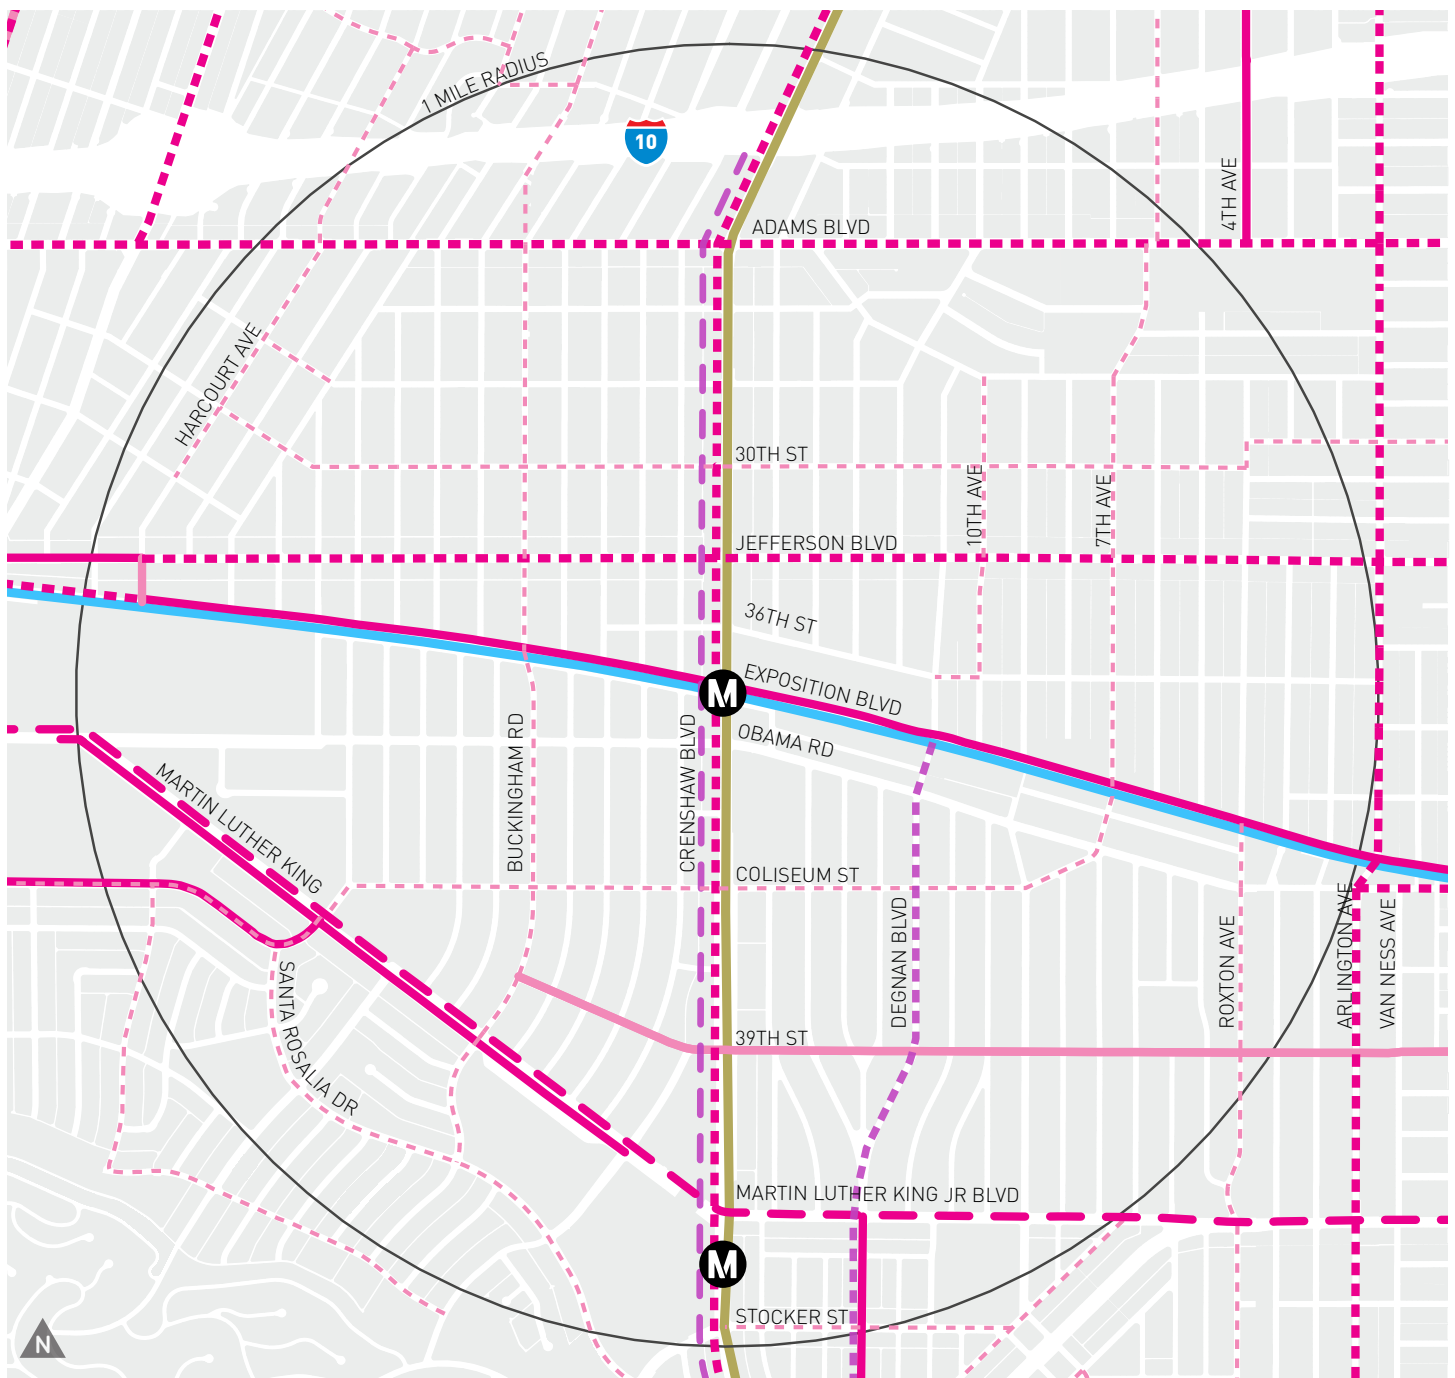 1 MILE RADIUS
10
4TH AVE
ADAMS BLVD
HARCOURT AVE
30TH ST
10TH AVE
7TH AVE
JEFFERSON BLVD
36TH ST
EXPOSITION BLVD
M
OBAMA RD
BUCKINGHAM RD
CRENSHAW BLVD
MARTIN LUTHER KING
COLISEUM ST
DEGNAN BLVD
ROXTON AVE
ARLINGTON AVE
VAN NESS AVE
SANTA ROSALIA DR
39TH ST
MARTIN LUTHER KING JR BLVD
M
STOCKER ST
N